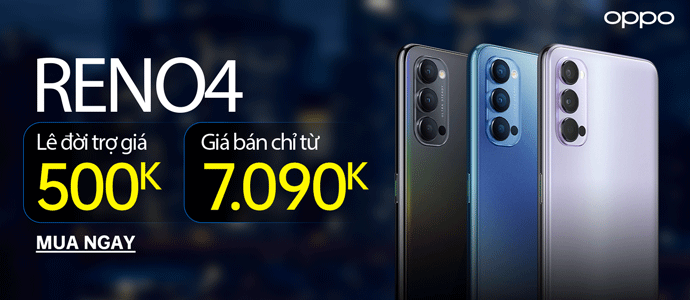 oppo
RENO4
Lê đời trợ giá
500K
Giá bán chỉ từ
7.090K
MUA NGAY